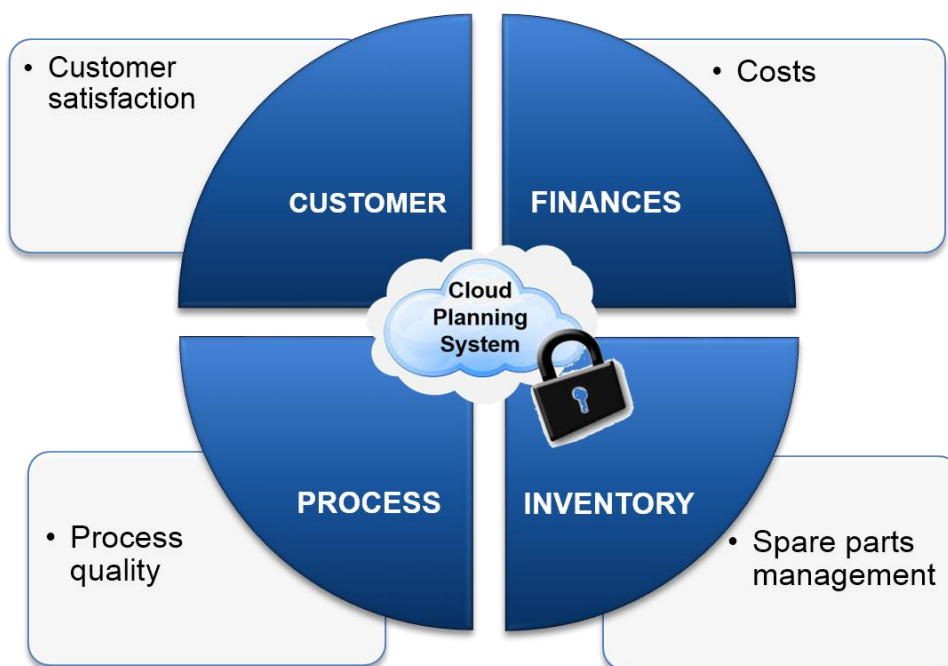 • Customer
satisfaction
• Costs
CUSTOMER
FINANCES
Cloud
Planning
System
PROCESS
INVENTORY
• Process
quality
• Spare parts
management